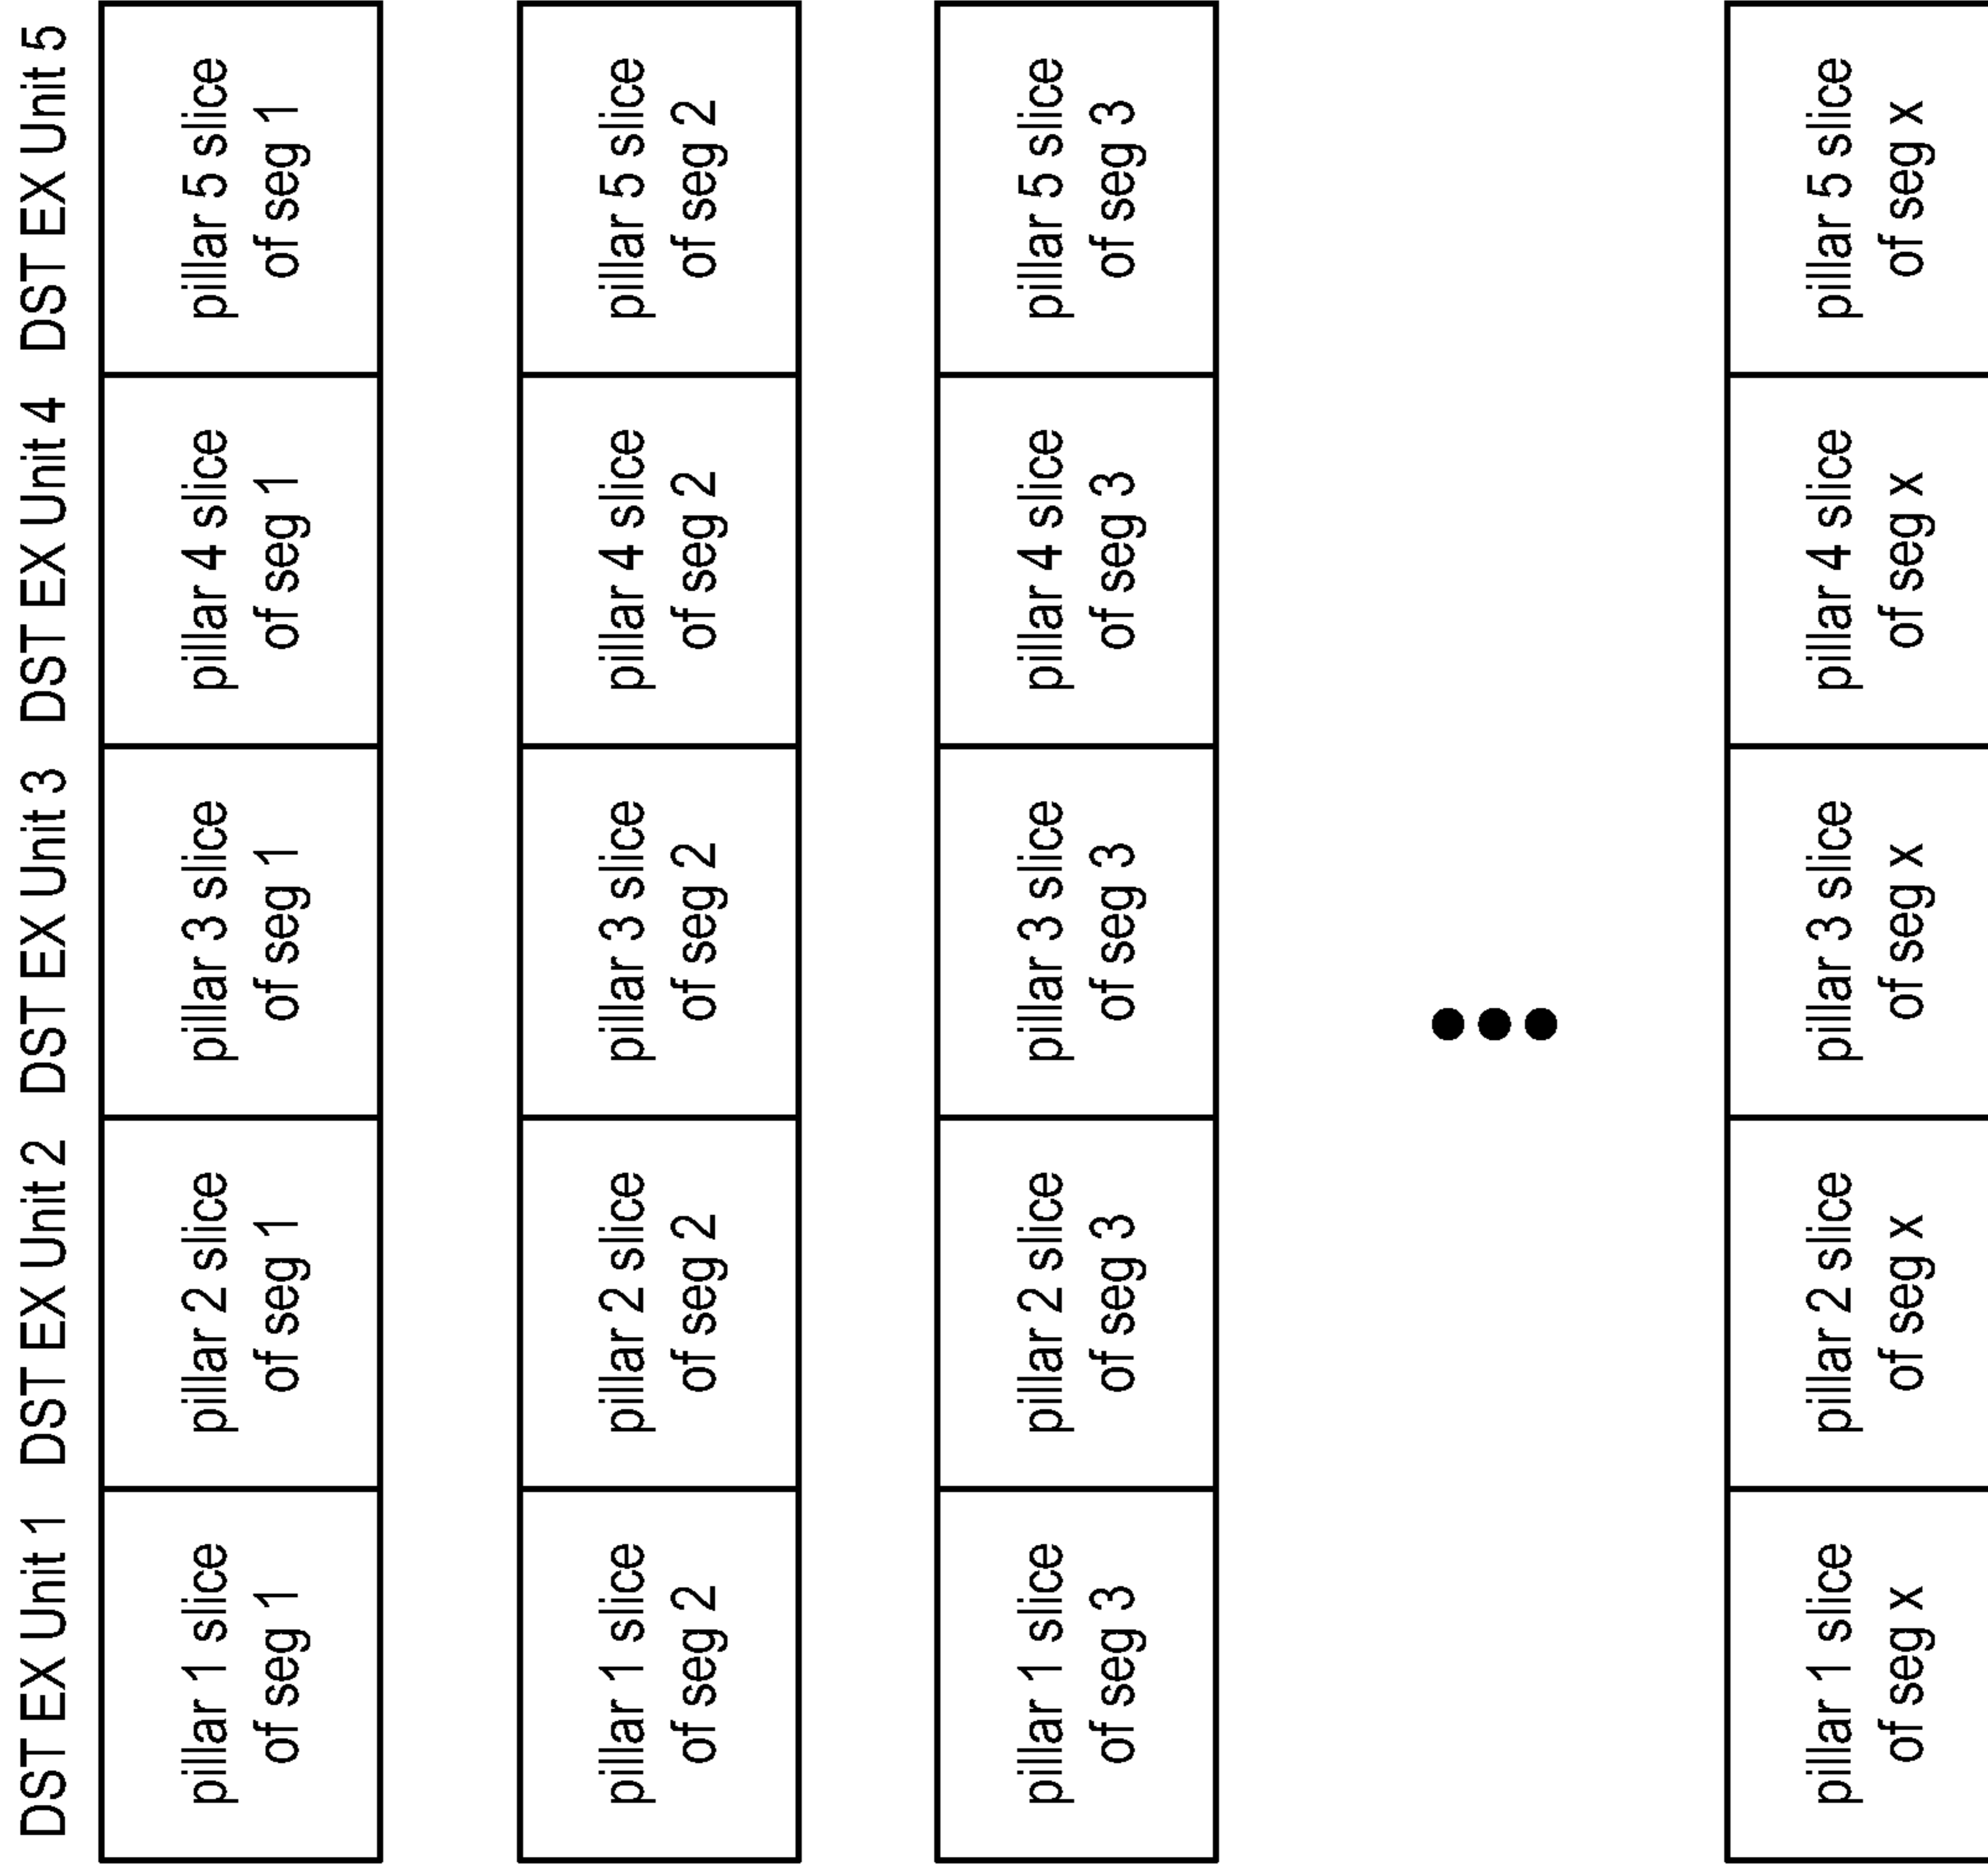 DST EX Unit 1 DST EX Unit 2 DST EX Unit 3 DST EX Unit 4 DST EX Unit 5
pillar 1 slice
of seg 1
pillar 2 slice
of seg 1
pillar 3 slice
of seg 1
pillar 4 slice
of seg 1
pillar 5 slice
of seg 1
pillar 1 slice
of seg 2
pillar 2 slice
of seg 2
pillar 3 slice
of seg 2
pillar 4 slice
of seg 2
pillar 5 slice
of seg 2
pillar 1 slice
of seg 3
pillar 2 slice
of seg 3
pillar 3 slice
of seg 3
pillar 4 slice
of seg 3
pillar 5 slice
of seg 3
pillar 1 slice
of seg x
pillar 2 slice
of seg x
pillar 3 slice
of seg x
pillar 4 slice
of seg x
pillar 5 slice
of seg x